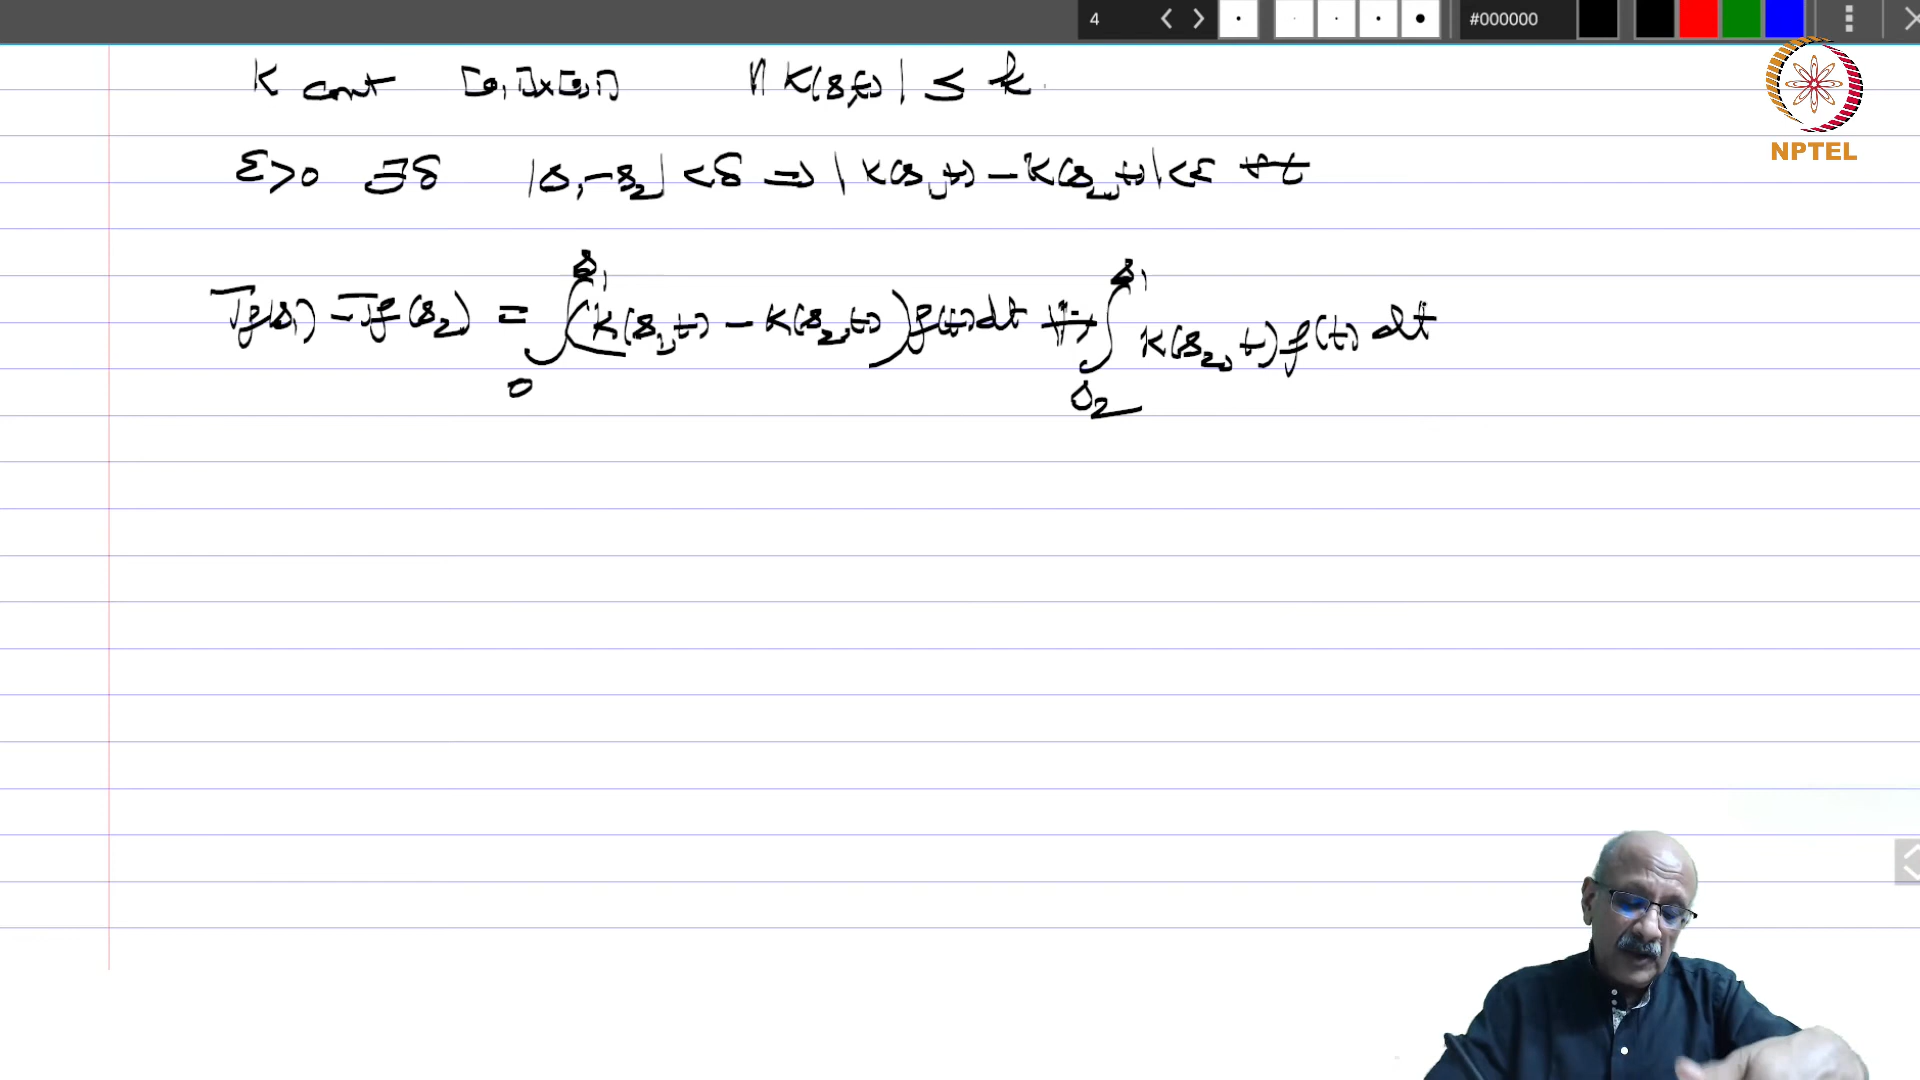 4 #000000
NPTEL
K cont [0,1]x[0,1] |K(s,t)| ≤ k.
ε>0 ∃δ |s₁-s₂|<δ ⇒ |K(s₁,t)-K(s₂,t)|<ε ∀t
Tf(s₁)-Tf(s₂) = ∫₀^{s₁}(K(s₁,t)-K(s₂,t))f(t)dt + ∫_{s₂}^{s₁} K(s₂,t)f(t)dt